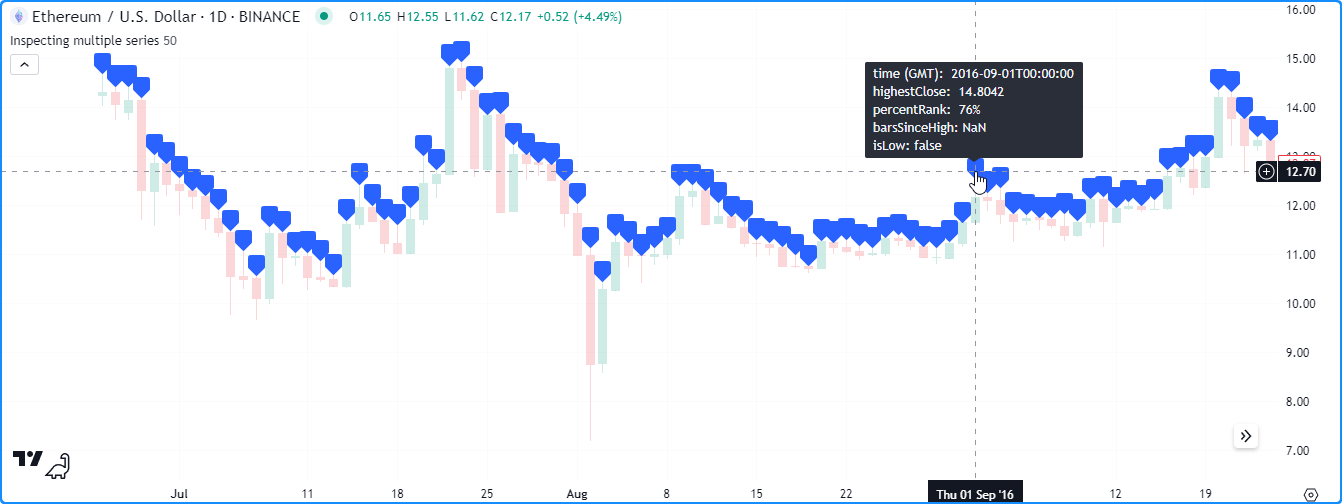 Ethereum / U.S. Dollar · 1D · BINANCE O11.65 H12.55 L11.62 C12.17 +0.52 (+4.49%)
Inspecting multiple series 50
time (GMT): 2016-09-01T00:00:00
highestClose: 14.8042
percentRank: 76%
barsSinceHigh: NaN
isLow: false
16.00
15.00
14.00
12.70
12.00
11.00
10.00
9.00
8.00
7.00
Jul 11 18 25 Aug 8 15 22 Thu 01 Sep '16 12 19